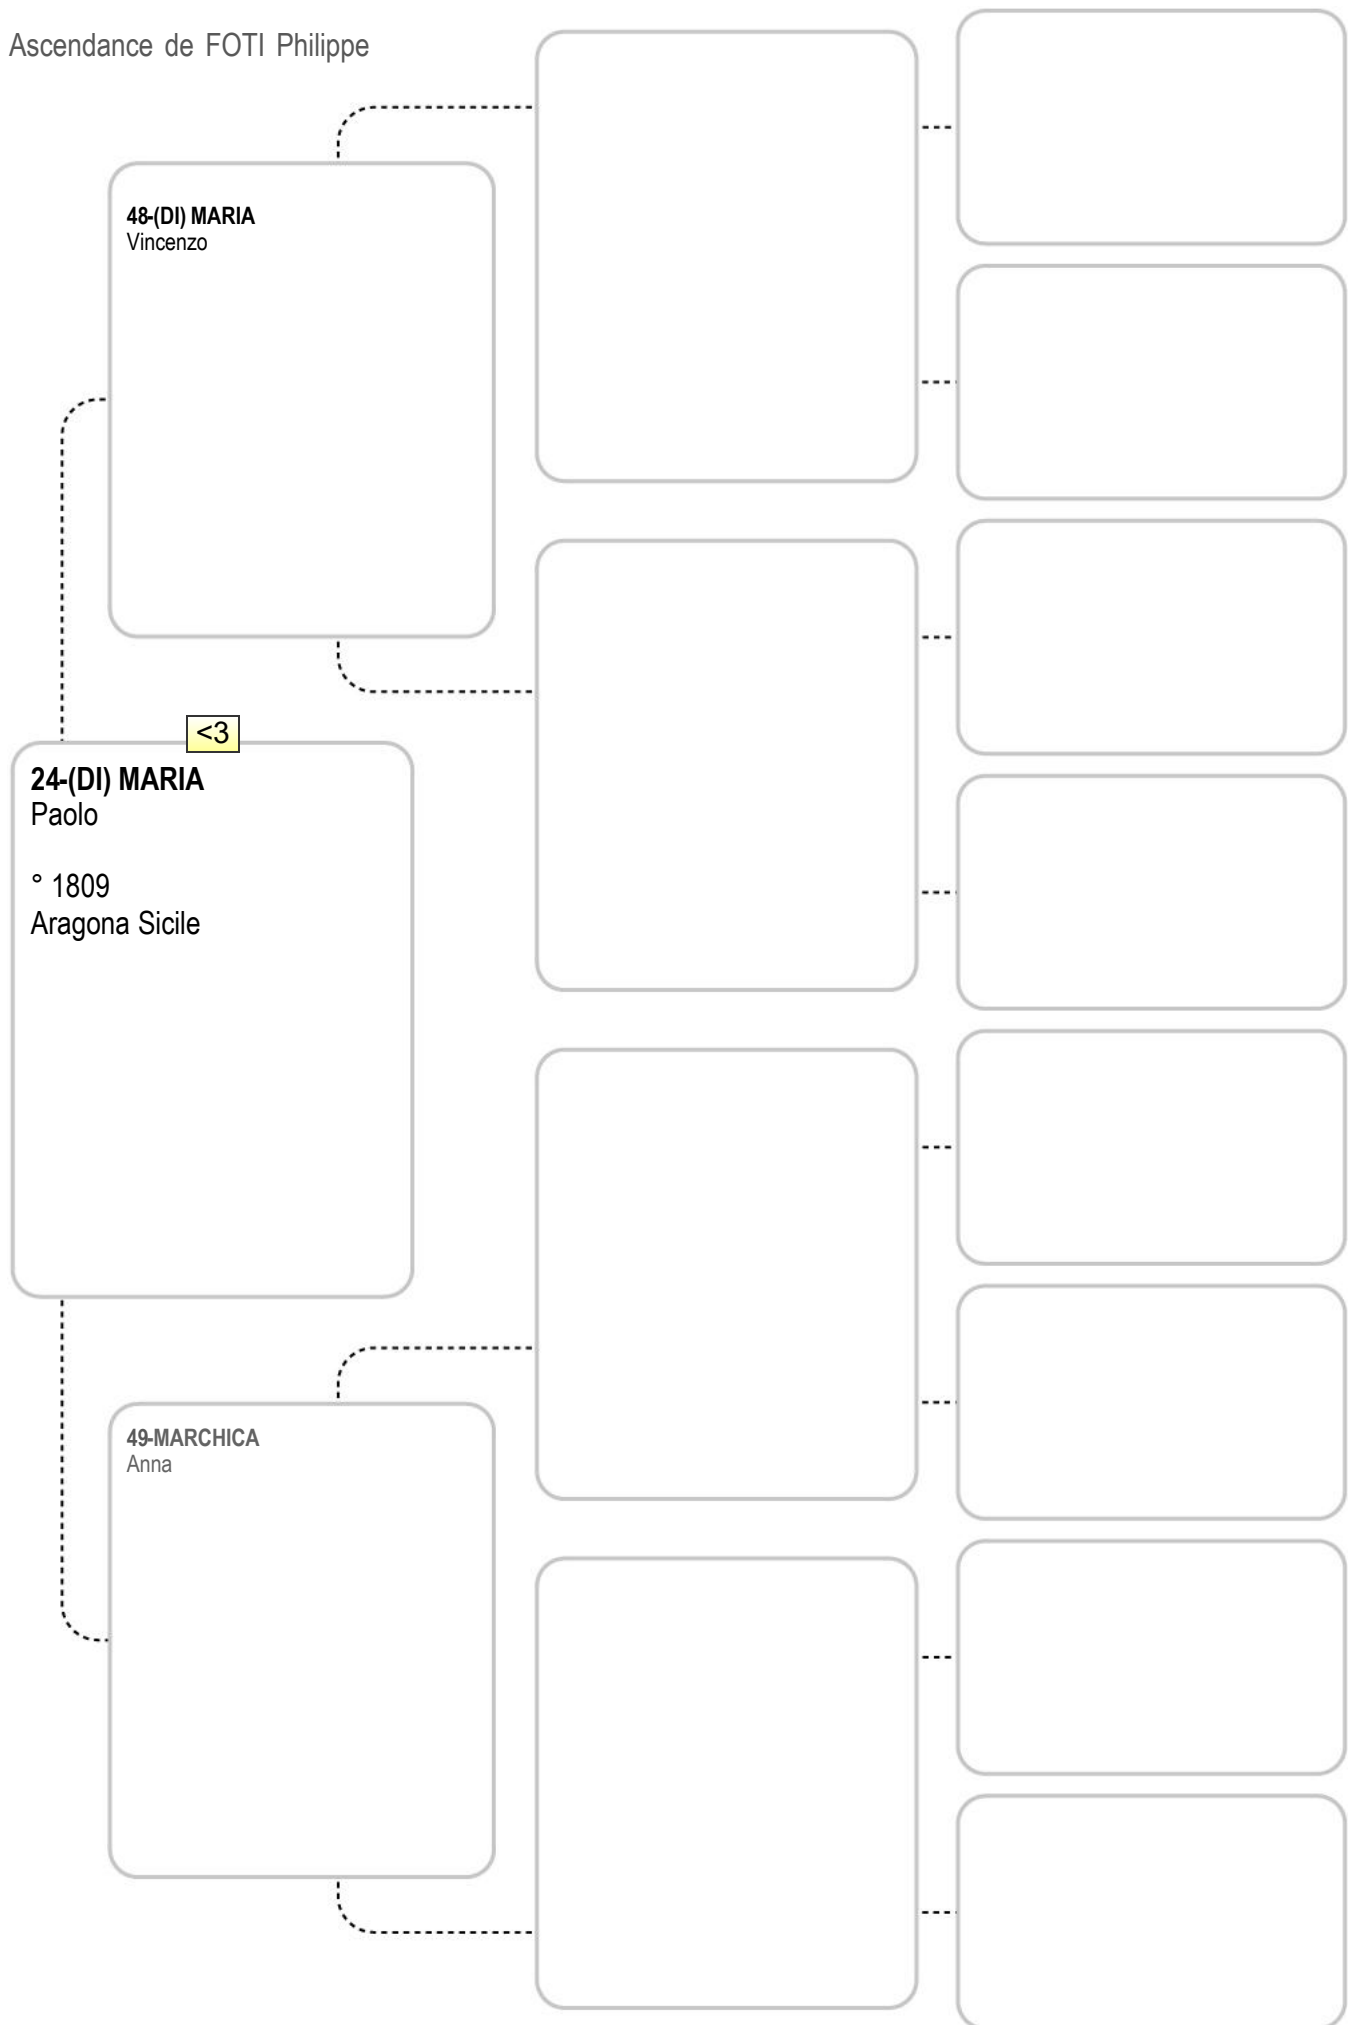 Ascendance de FOTI Philippe
48-(DI) MARIA
Vincenzo
<3
24-(DI) MARIA
Paolo
° 1809
Aragona Sicile
49-MARCHICA
Anna